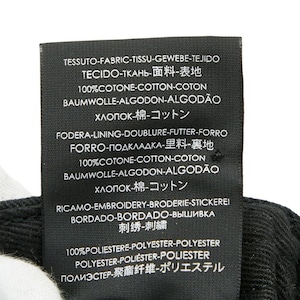 TESSUTO-FABRIC-TISSU-GEWEBE-TEJIDO
TECIDO-ТКАНЬ-面料-表地
100%COTONE-COTTON-COTON
BAUMWOLLE-ALGODON-ALGODÃO
ХЛОПОК-棉-コットン
FODERA-LINING-DOUBLURE-FUTTER-FORRO
FORRO-ПОДКЛАДКА-里料-裏地
100%COTONE-COTTON-COTON
BAUMWOLLE-ALGODON-ALGODÃO
ХЛОПОК-棉-コットン
RICAMO-EMBROIDERY-BRODERIE-STICKEREI
BORDADO-BORDADO-ВЫШИВКА
刺绣-刺繍
100%POLIESTERE-POLYESTER-POLYESTER
POLYESTER-POLIÉSTER-POLIÉSTER
ПОЛИЭСТЕР-聚酯纤维-ポリエステル